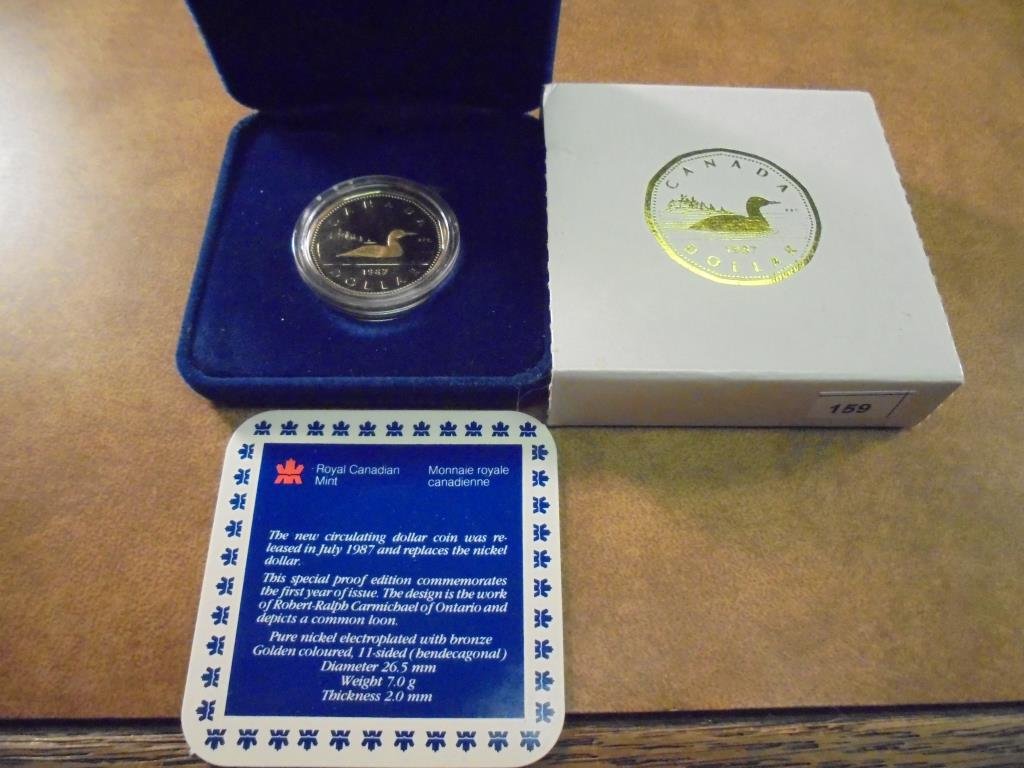 CANADA
1987
DOLLAR
CANADA
1987
DOLLAR
159
Royal Canadian Mint
Monnaie royale canadienne
The new circulating dollar coin was re-
leased in July 1987 and replaces the nickel
dollar.
This special proof edition commemorates
the first year of issue. The design is the work
of Robert-Ralph Carmichael of Ontario and
depicts a common loon.
Pure nickel electroplated with bronze
Golden coloured, 11-sided (hendecagonal)
Diameter 26.5 mm
Weight 7.0 g
Thickness 2.0 mm